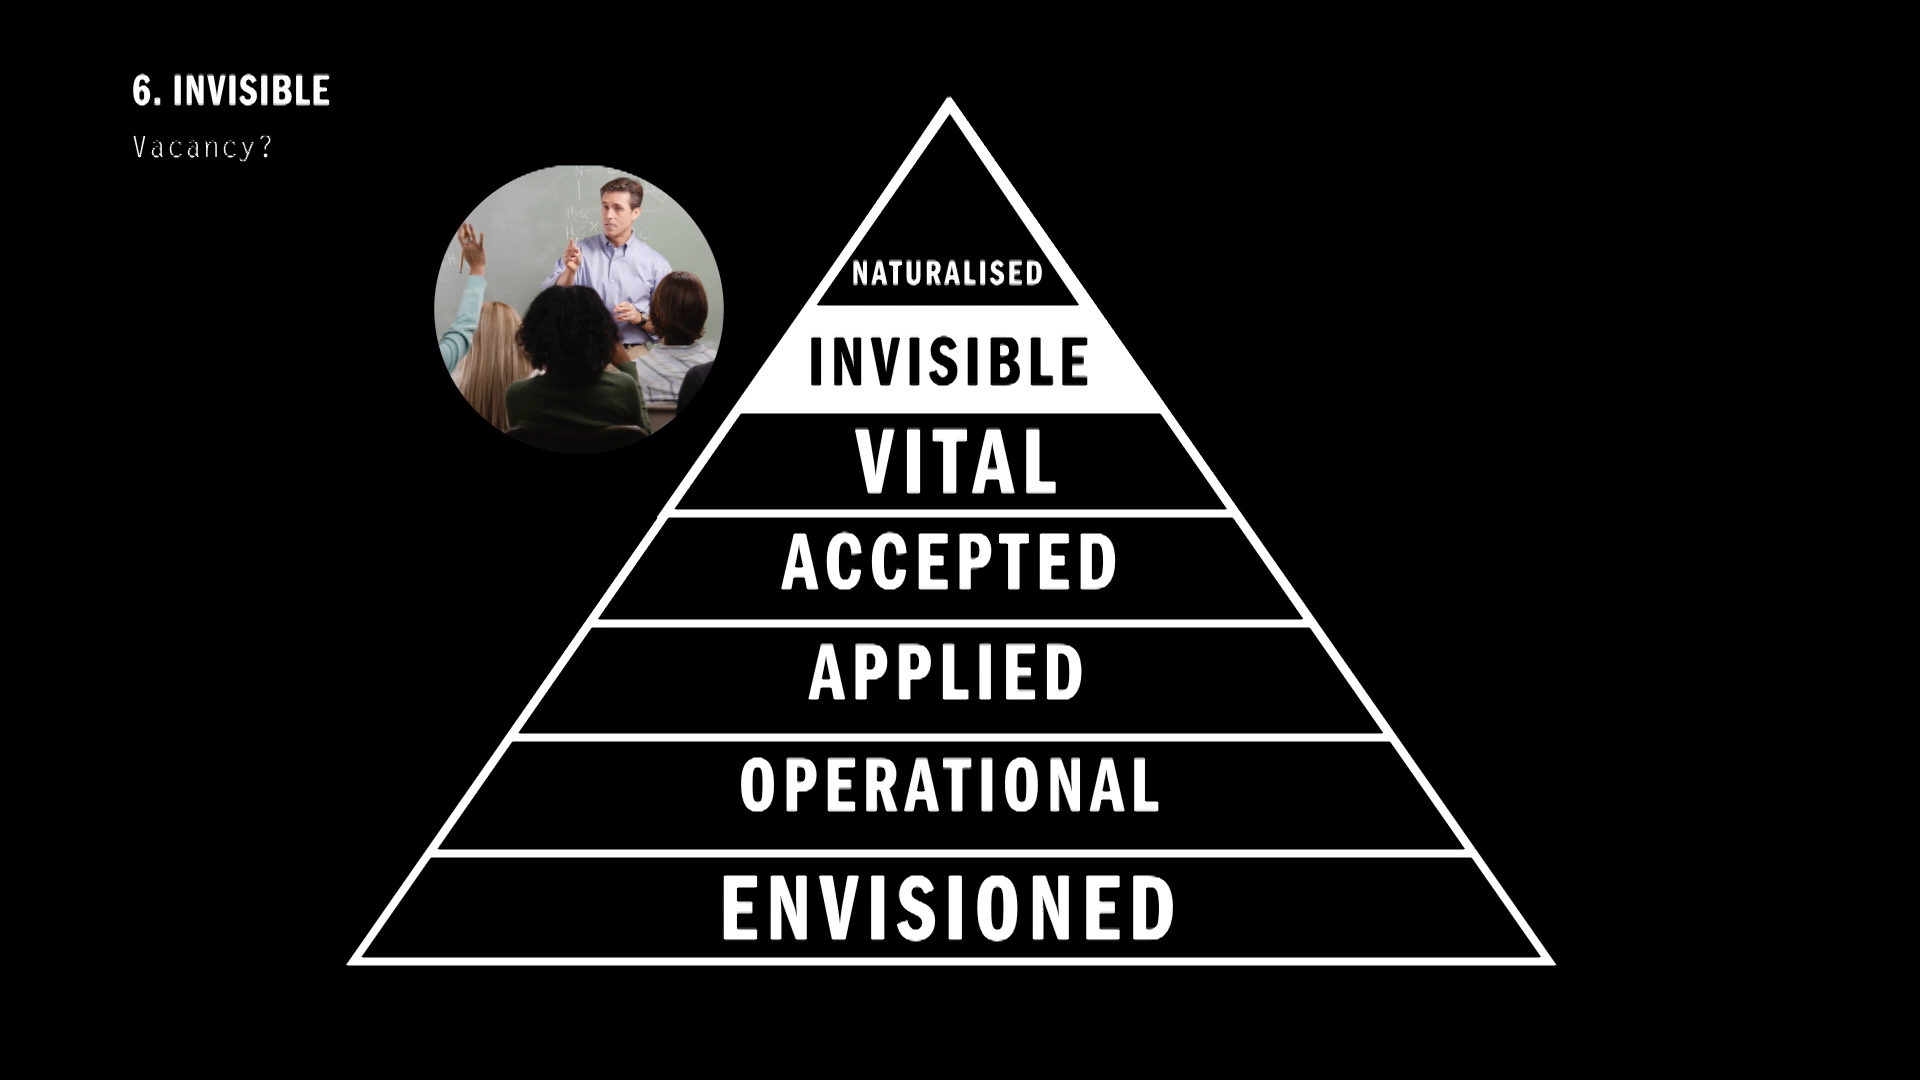 6. INVISIBLE
Vacancy?
NATURALISED
INVISIBLE
VITAL
ACCEPTED
APPLIED
OPERATIONAL
ENVISIONED